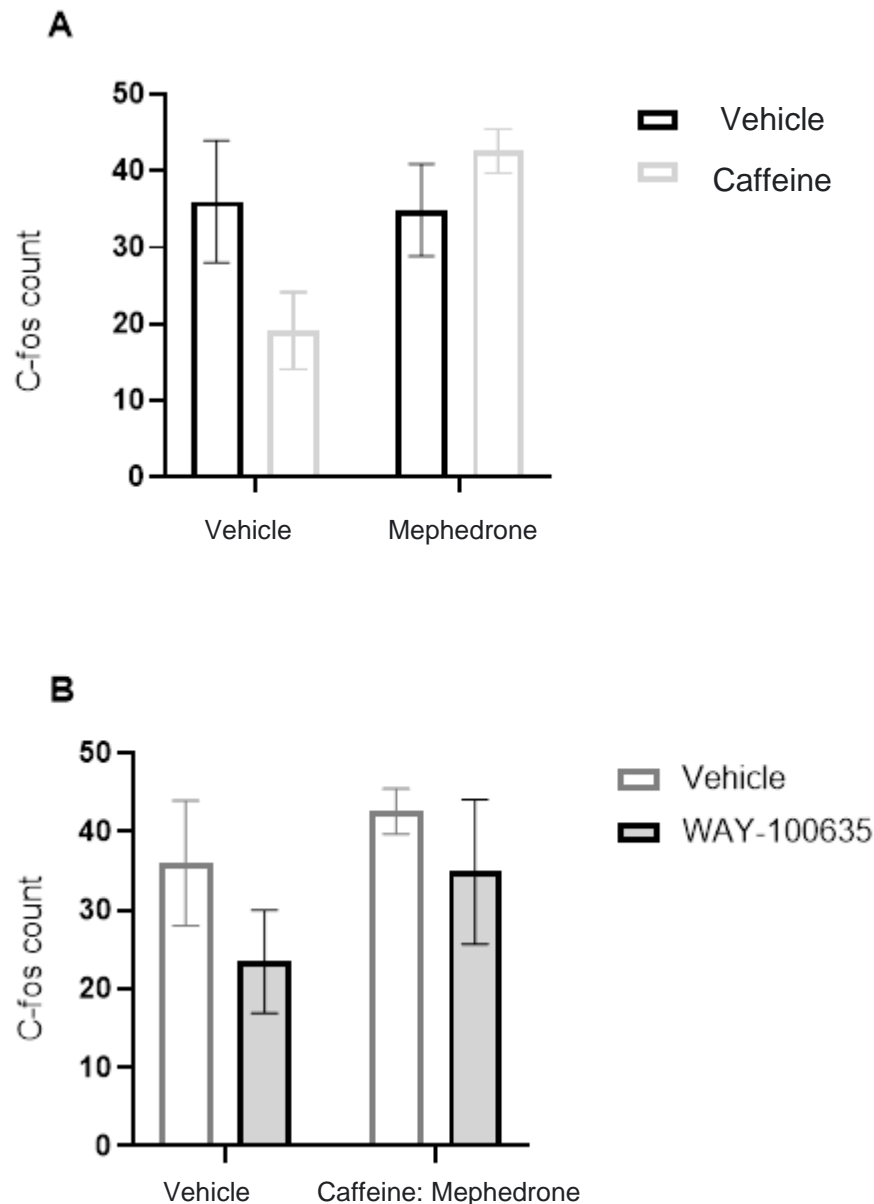 A
50
40
30
20
10
0
C-fos count
Vehicle
Mephedrone
Vehicle
Caffeine
B
50
40
30
20
10
0
C-fos count
Vehicle
Caffeine: Mephedrone
Vehicle
WAY-100635